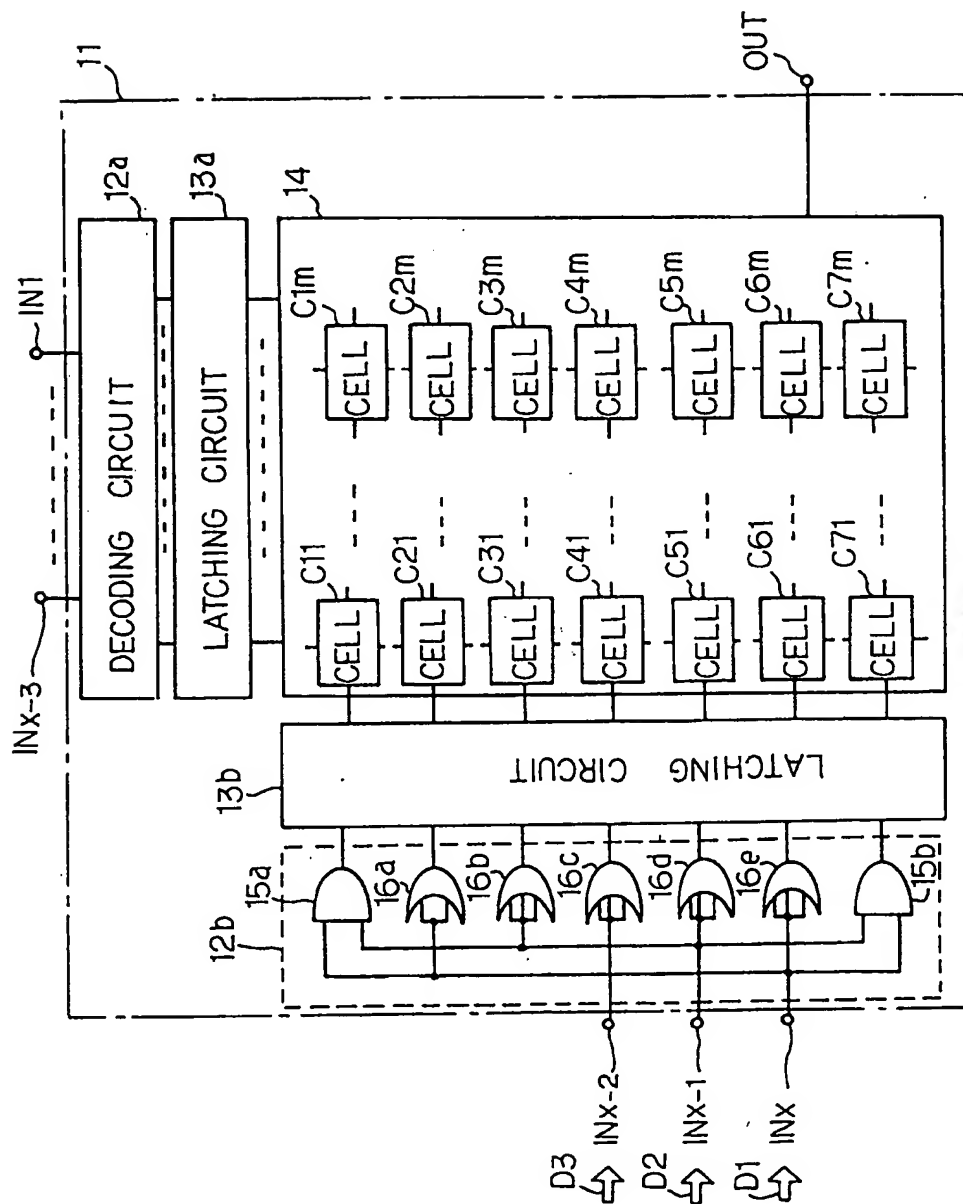 11
OUT
IN1
INx-3
12a
DECODING CIRCUIT
13a
LATCHING CIRCUIT
14
C11
CELL
C1m
CELL
C21
CELL
C2m
CELL
C31
CELL
C3m
CELL
C41
CELL
C4m
CELL
C51
CELL
C5m
CELL
C61
CELL
C6m
CELL
C71
CELL
C7m
CELL
13b
LATCHING
CIRCUIT
12b
15a
16a
16b
16c
16d
16e
15b
D3
INx-2
D2
INx-1
D1
INx